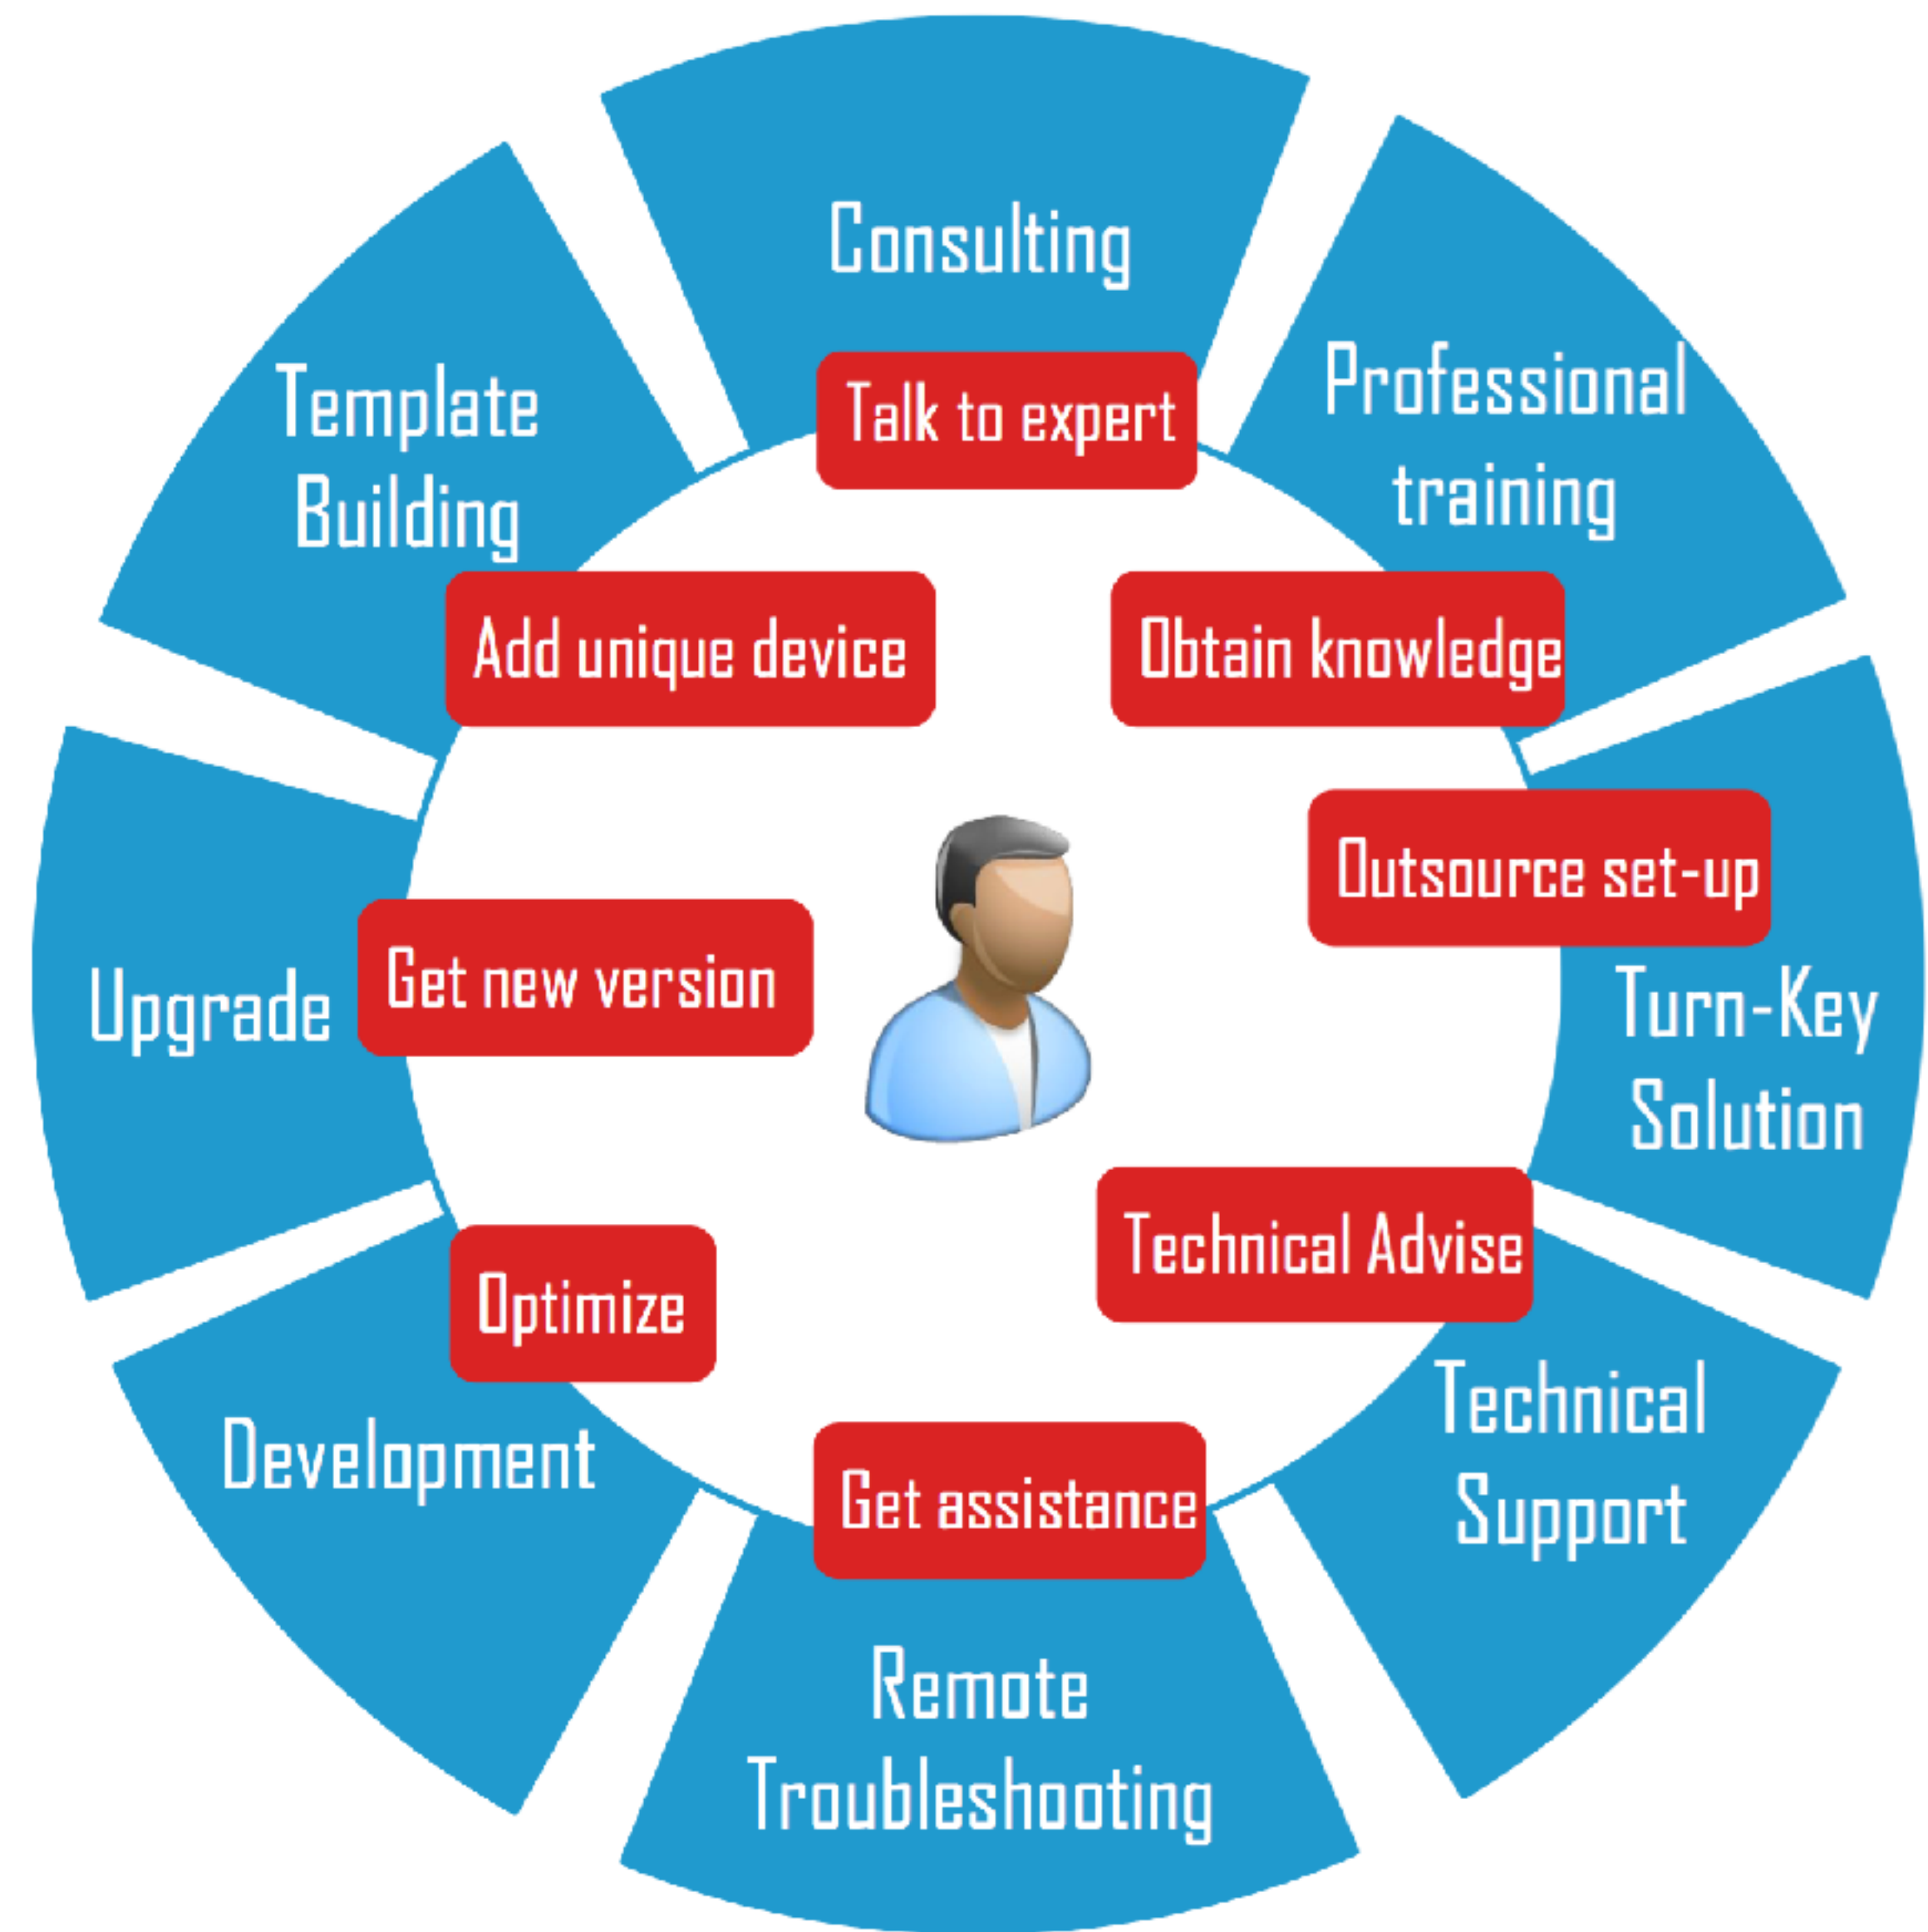 Consulting
Talk to expert
Professional
training
Obtain knowledge
Outsource set-up
Turn-Key
Solution
Technical Advise
Technical
Support
Get assistance
Remote
Troubleshooting
Optimize
Development
Get new version
Upgrade
Template
Building
Add unique device